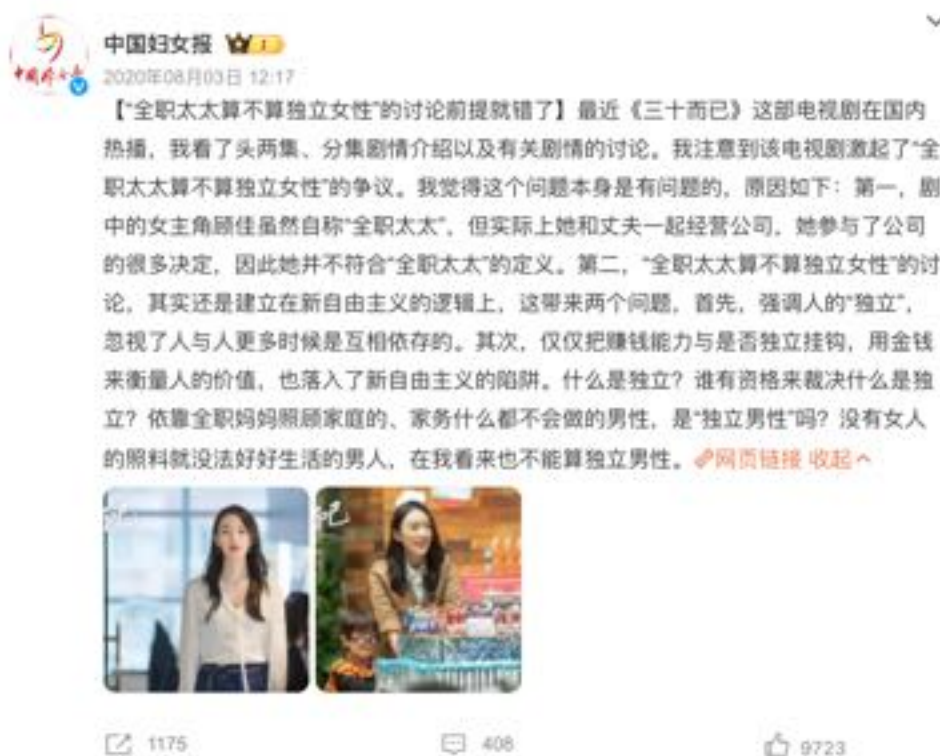 中国妇女报
2020年08月03日 12:17
【“全职太太算不算独立女性”的讨论前提就错了】最近《三十而已》这部电视剧在国内
热播，我看了头两集、分集剧情介绍以及有关剧情的讨论。我注意到该电视剧激起了“全
职太太算不算独立女性”的争议。我觉得这个问题本身是有问题的，原因如下：第一，剧
中的女主角顾佳虽然自称“全职太太”，但实际上她和丈夫一起经营公司，她参与了公司
的很多决定，因此她并不符合“全职太太”的定义。第二，“全职太太算不算独立女性”的讨
论，其实还是建立在新自由主义的逻辑上，这带来两个问题，首先，强调人的“独立”，
忽视了人与人更多时候是互相依存的。其次，仅仅把赚钱能力与是否独立挂钩，用金钱
来衡量人的价值，也落入了新自由主义的陷阱。什么是独立？谁有资格来裁决什么是独
立？依靠全职妈妈照顾家庭的、家务什么都不会做的男性，是“独立男性”吗？没有女人
的照料就没法好好生活的男人，在我看来也不能算独立男性。网页链接 收起
1175
408
9723